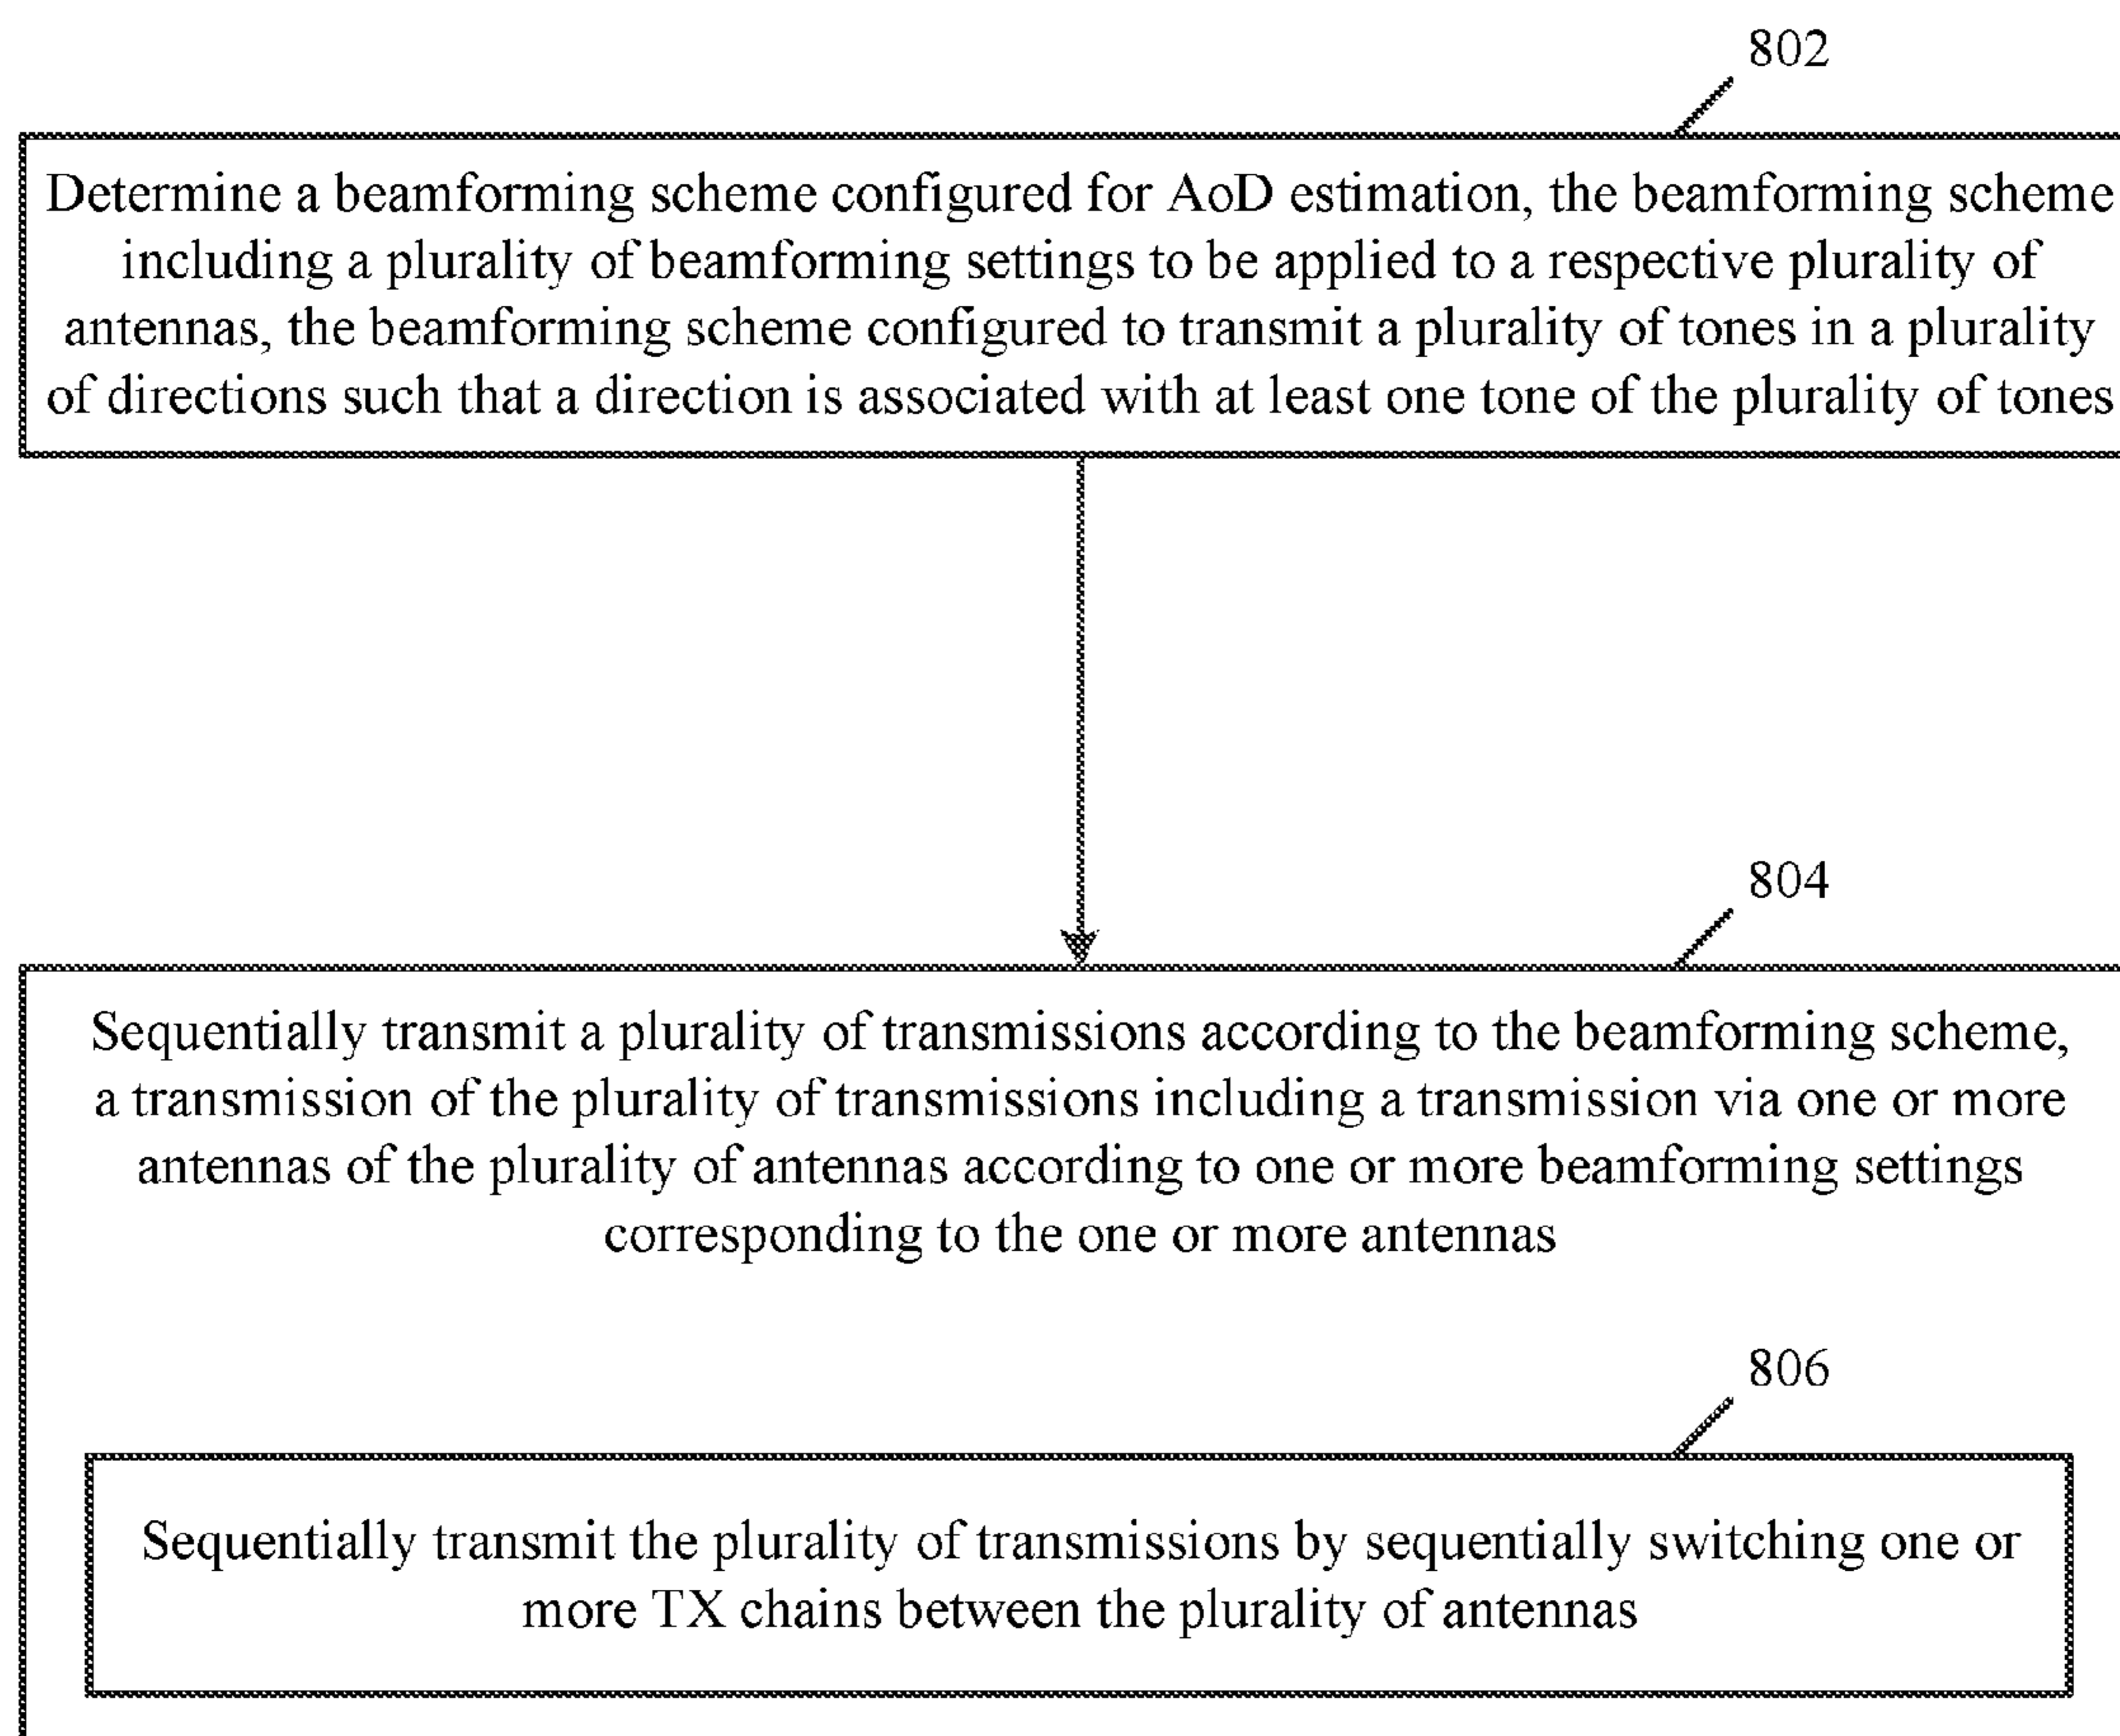 802
Determine a beamforming scheme configured for AoD estimation, the beamforming scheme
including a plurality of beamforming settings to be applied to a respective plurality of
antennas, the beamforming scheme configured to transmit a plurality of tones in a plurality
of directions such that a direction is associated with at least one tone of the plurality of tones
804
Sequentially transmit a plurality of transmissions according to the beamforming scheme,
a transmission of the plurality of transmissions including a transmission via one or more
antennas of the plurality of antennas according to one or more beamforming settings
corresponding to the one or more antennas
806
Sequentially transmit the plurality of transmissions by sequentially switching one or
more TX chains between the plurality of antennas